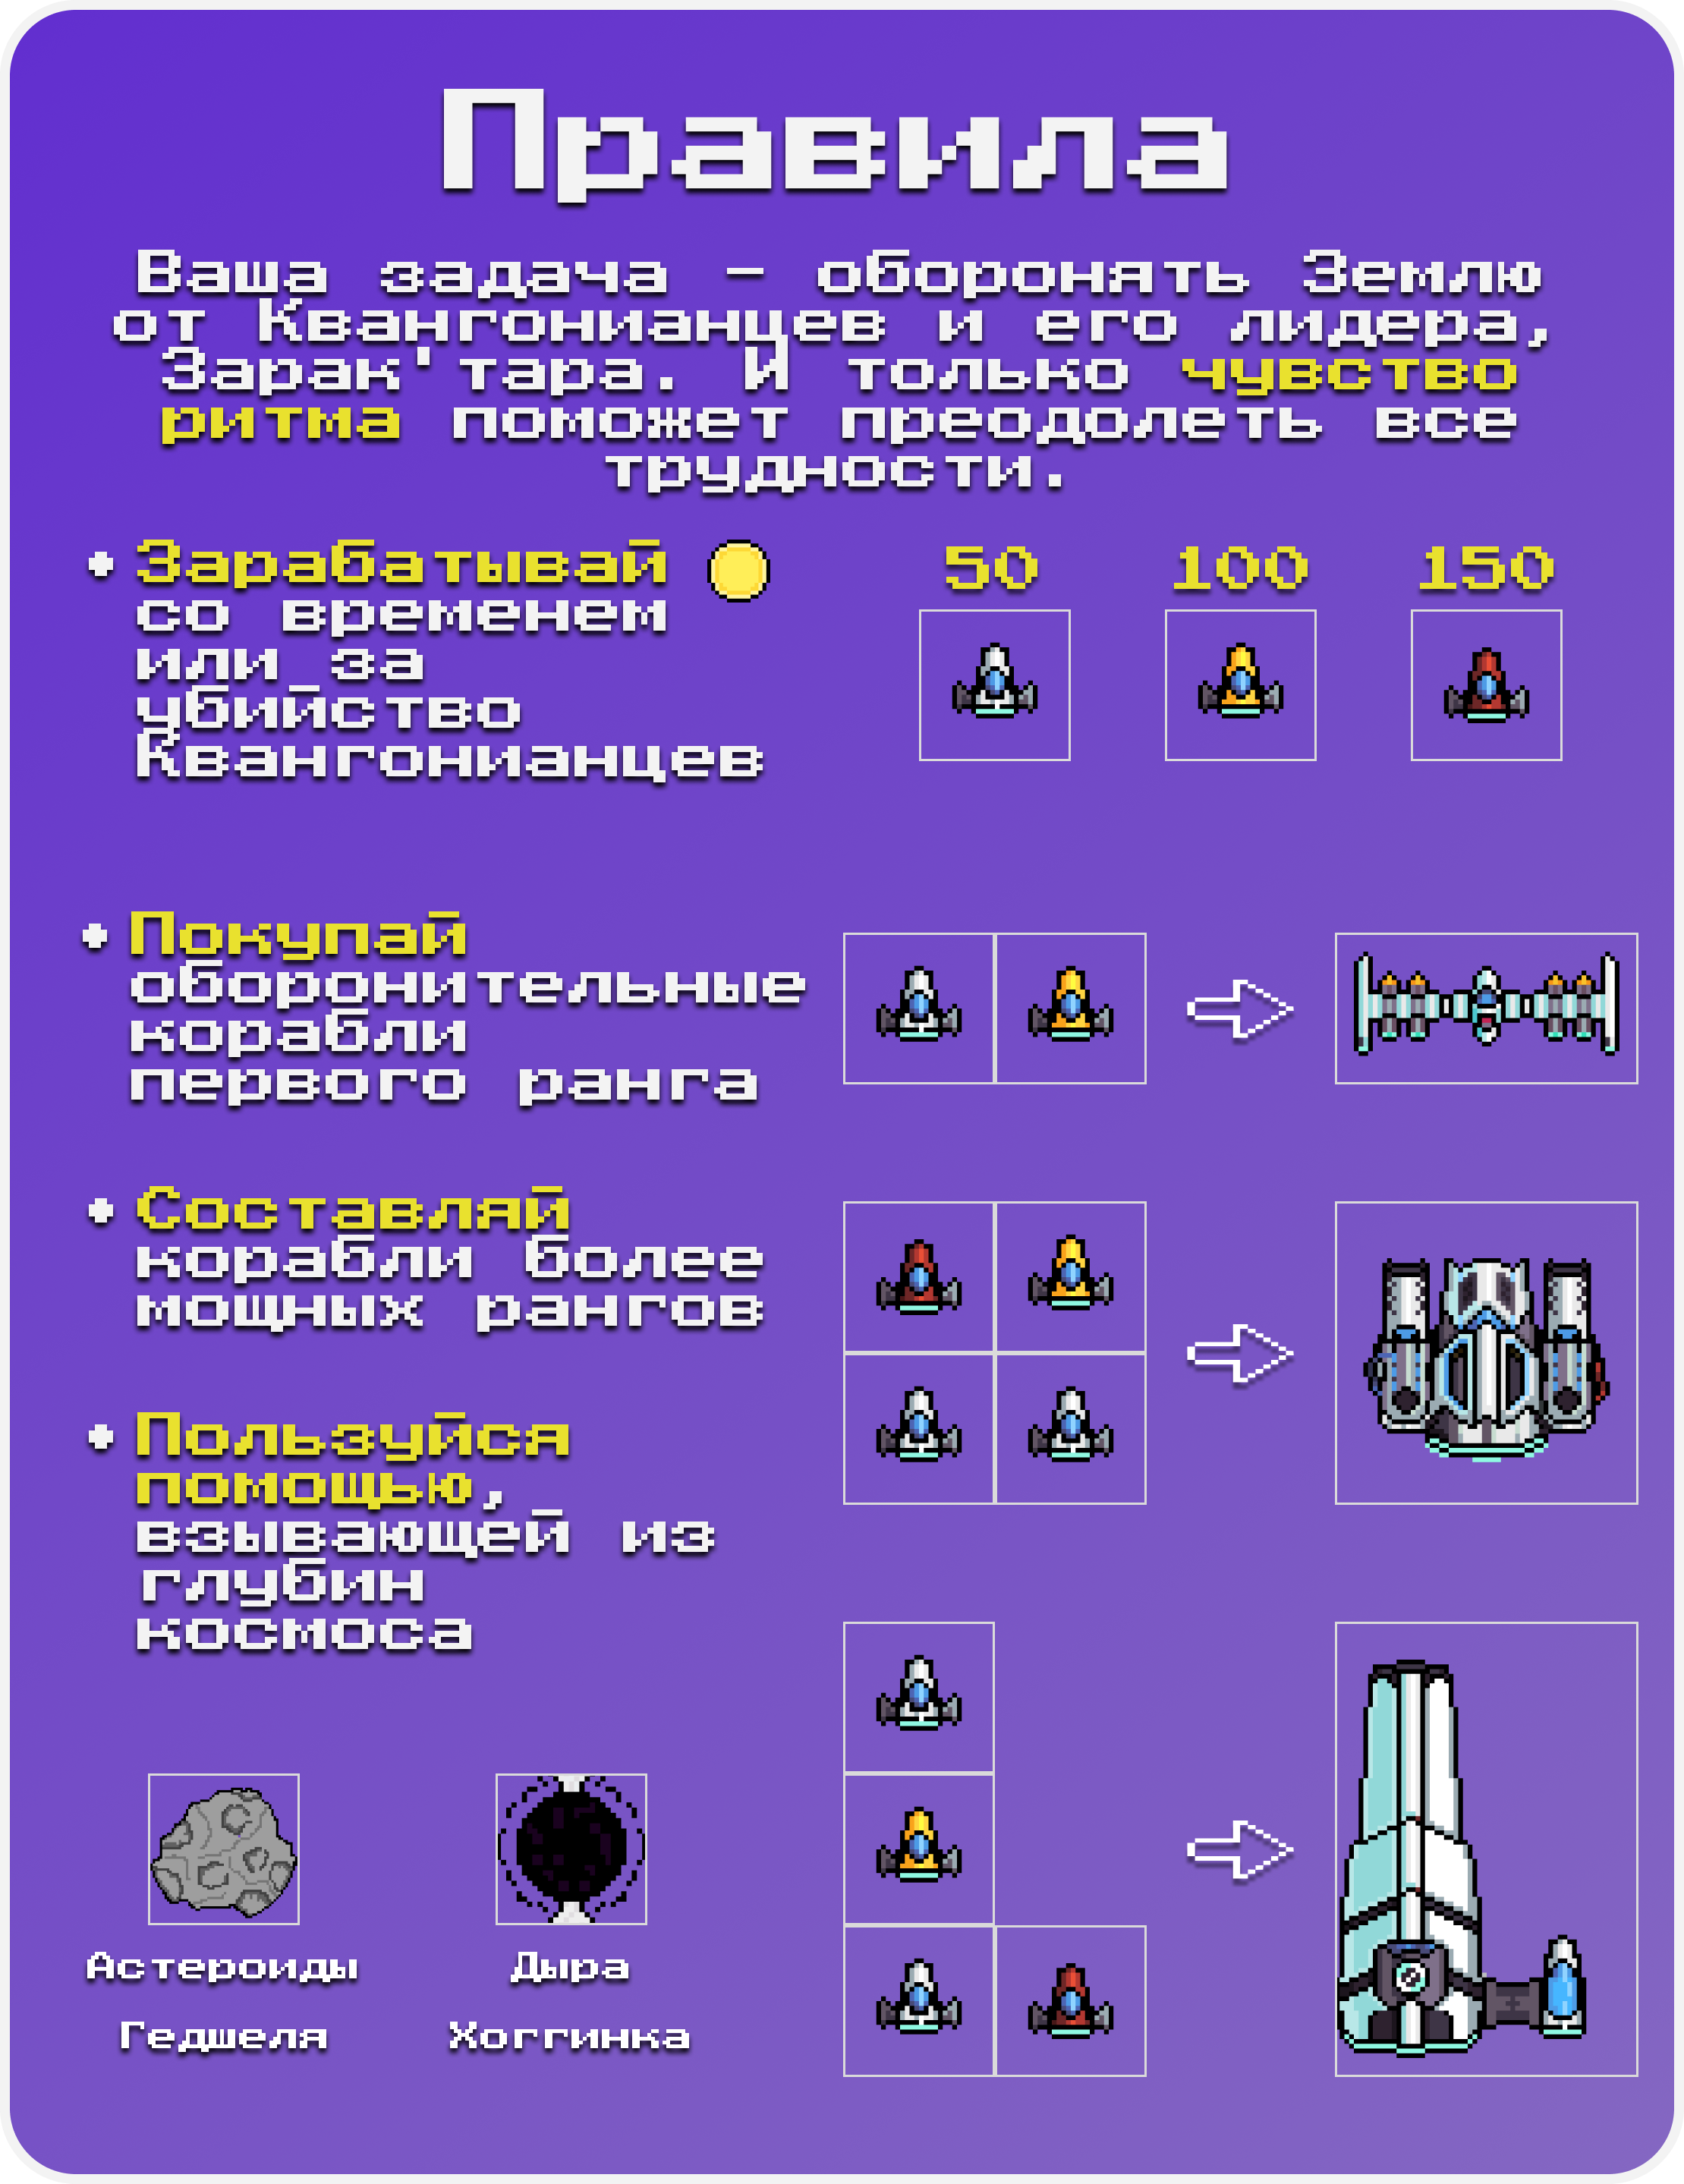 Правила
Ваша задача - оборонять Землю
от Квангонианцев и его лидера,
Зарак'тара. И только чувство
ритма поможет преодолеть все
трудности.
• Зарабатывай
со временем
или за
убийство
Квангонианцев
50 100 150
• Покупай
оборонительные
корабли
первого ранга
• Составляй
корабли более
мощных рангов
• Пользуйся
помощью,
взывающей из
глубин
космоса
Астероиды
Гедшеля
Дыра
Хоггинка